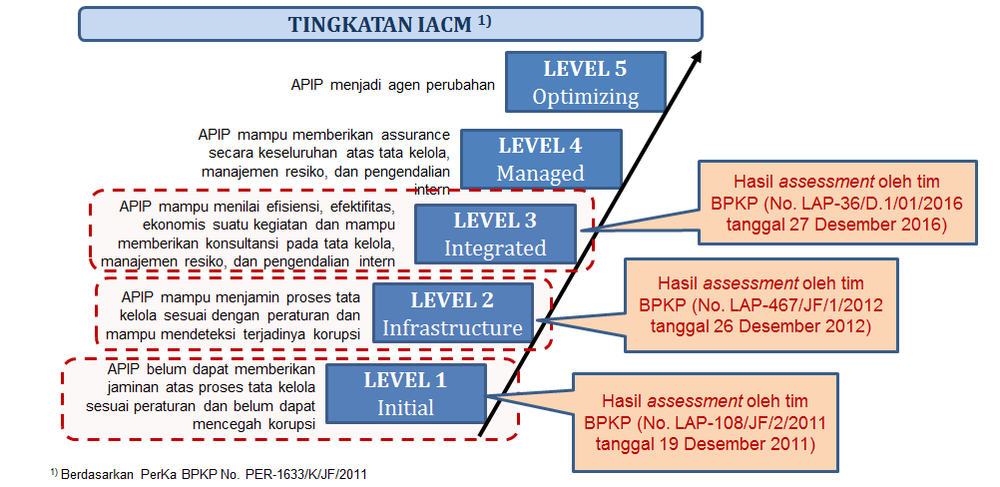 TINGKATAN IACM 1)
LEVEL 5
Optimizing
APIP menjadi agen perubahan
LEVEL 4
Managed
APIP mampu memberikan assurance
secara keseluruhan atas tata kelola,
manajemen resiko, dan pengendalian
intern
LEVEL 3
Integrated
APIP mampu menilai efisiensi, efektifitas,
ekonomis suatu kegiatan dan mampu
memberikan konsultansi pada tata kelola,
manajemen resiko, dan pengendalian intern
Hasil assessment oleh tim
BPKP (No. LAP-36/D.1/01/2016
tanggal 27 Desember 2016)
LEVEL 2
Infrastructure
APIP mampu menjamin proses tata
kelola sesuai dengan peraturan dan
mampu mendeteksi terjadinya korupsi
Hasil assessment oleh tim
BPKP (No. LAP-467/JF/1/2012
tanggal 26 Desember 2012)
LEVEL 1
Initial
APIP belum dapat memberikan
jaminan atas proses tata kelola
sesuai peraturan dan belum dapat
mencegah korupsi
Hasil assessment oleh tim
BPKP (No. LAP-108/JF/2/2011
tanggal 19 Desember 2011)
1) Berdasarkan PerKa BPKP No. PER-1633/K/JF/2011